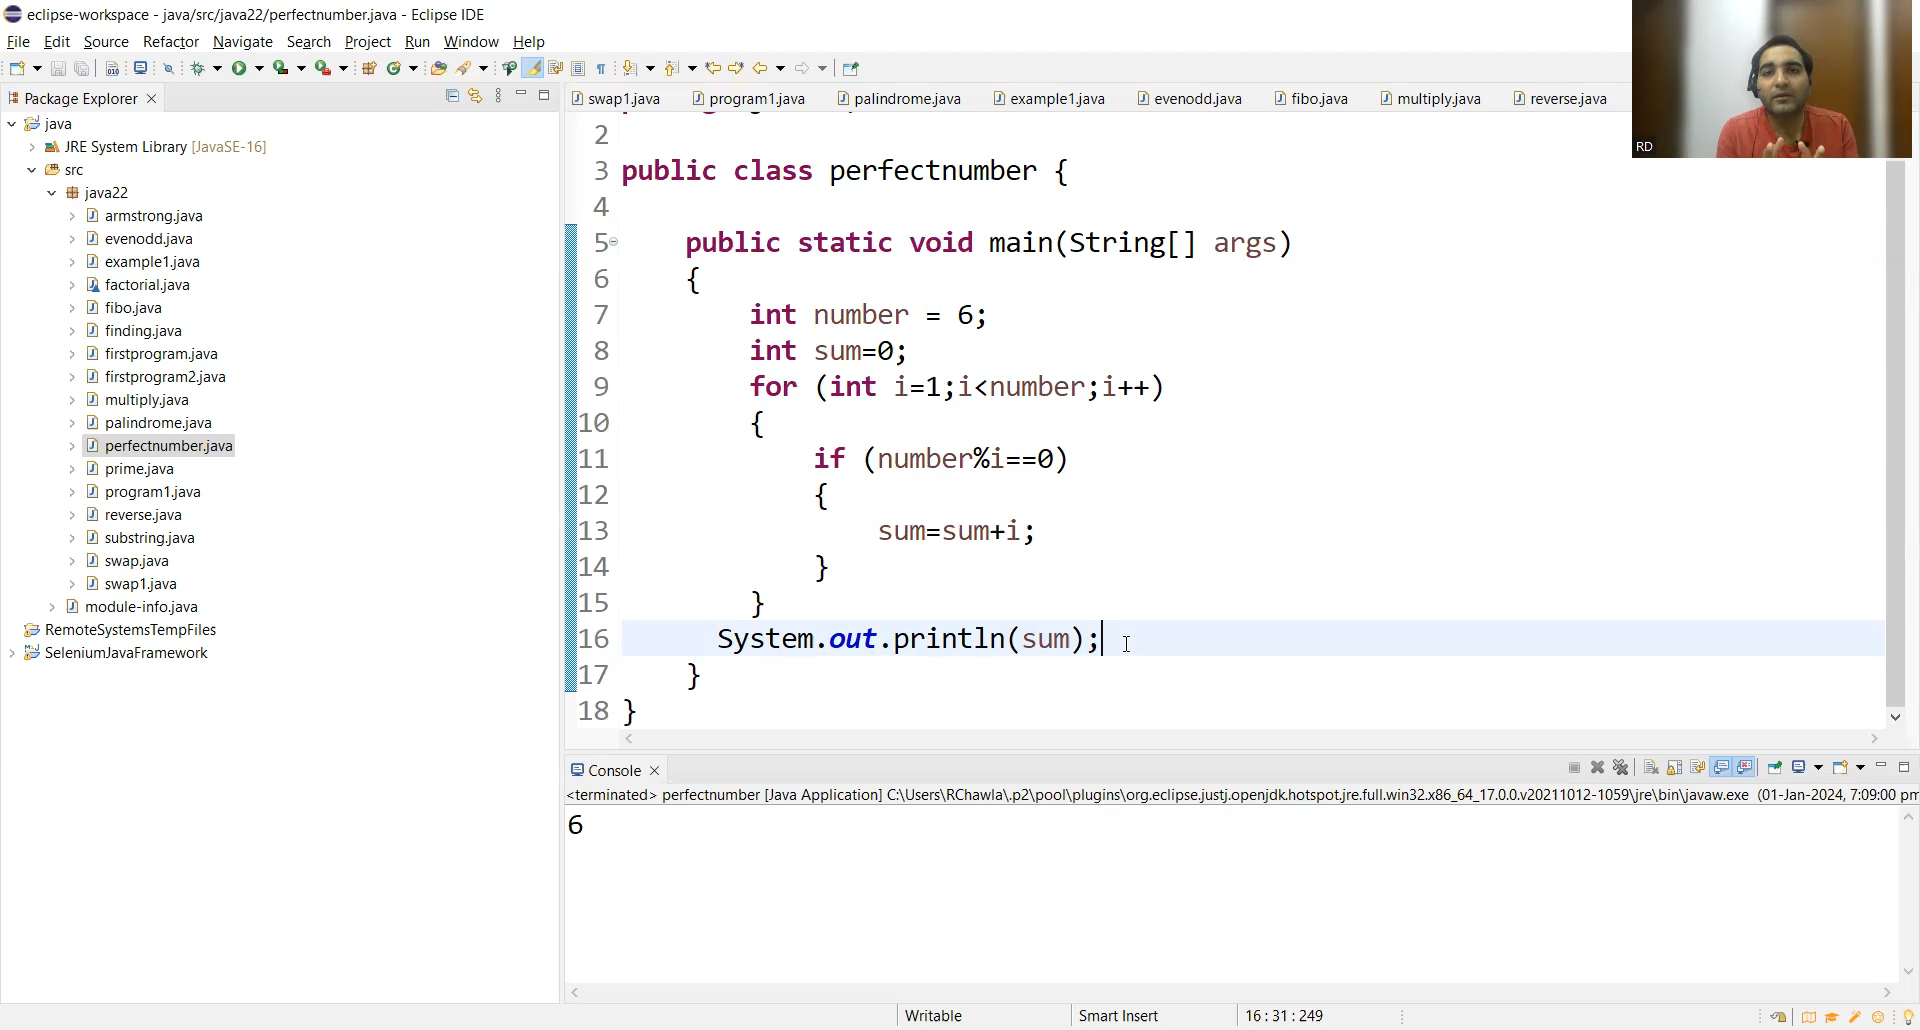 eclipse-workspace - java/src/java22/perfectnumber.java - Eclipse IDE
File Edit Source Refactor Navigate Search Project Run Window Help
Package Explorer
swap1.java program1.java palindrome.java example1.java evenodd.java fibo.java multiply.java reverse.java
RD
java
JRE System Library [JavaSE-16]
src
java22
armstrong.java
evenodd.java
example1.java
factorial.java
fibo.java
finding.java
firstprogram.java
firstprogram2.java
multiply.java
palindrome.java
perfectnumber.java
prime.java
program1.java
reverse.java
substring.java
swap.java
swap1.java
module-info.java
RemoteSystemsTempFiles
SeleniumJavaFramework
2
3 public class perfectnumber {
4
5 public static void main(String[] args)
6 {
7 int number = 6;
8 int sum=0;
9 for (int i=1;i<number;i++)
10 {
11 if (number%i==0)
12 {
13 sum=sum+i;
14 }
15 }
16 System.out.println(sum);
17 }
18 }
Console
<terminated> perfectnumber [Java Application] C:\Users\RChawla\.p2\pool\plugins\org.eclipse.justj.openjdk.hotspot.jre.full.win32.x86_64_17.0.0.v20211012-1059\jre\bin\javaw.exe (01-Jan-2024, 7:09:00 pm
6
Writable Smart Insert 16 : 31 : 249